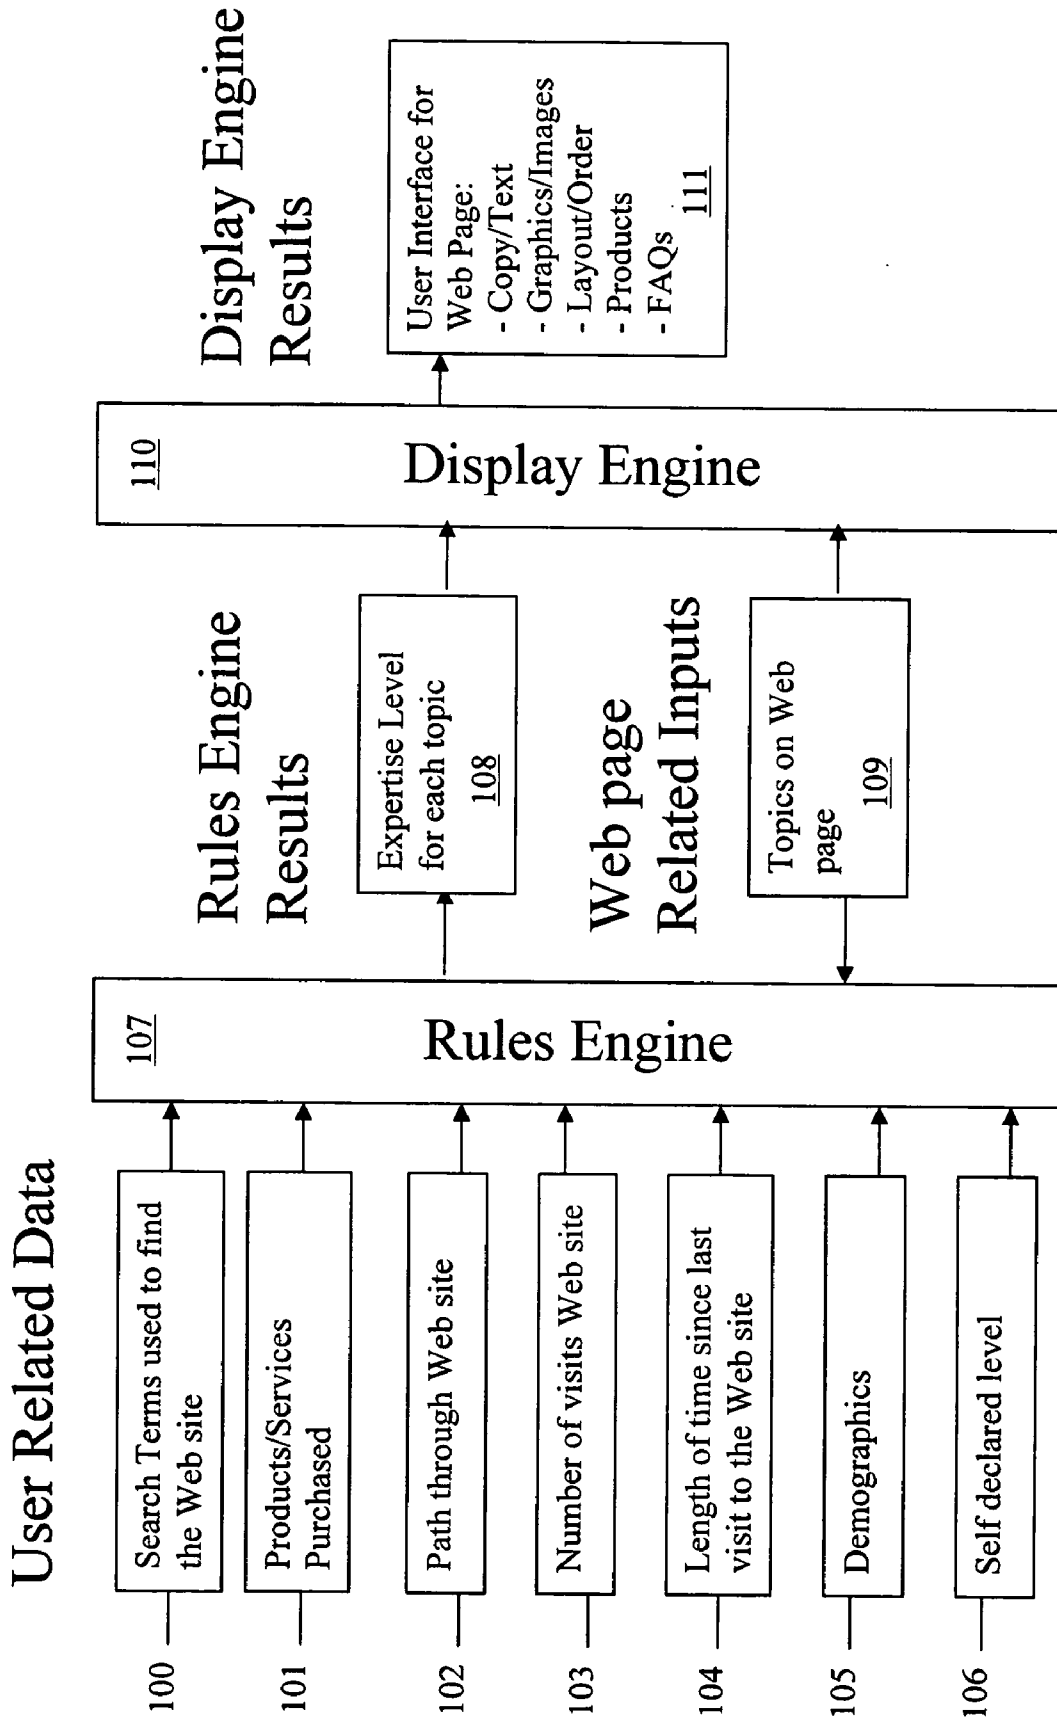 User Related Data
100
Search Terms used to find
the Web site
101
Products/Services
Purchased
102
Path through Web site
103
Number of visits Web site
104
Length of time since last
visit to the Web site
105
Demographics
106
Self declared level
107
Rules Engine
Rules Engine
Results
Expertise Level
for each topic
108
Web page
Related Inputs
Topics on Web
page
109
110
Display Engine
Display Engine
Results
User Interface for
Web Page:
- Copy/Text
- Graphics/Images
- Layout/Order
- Products
- FAQs
111